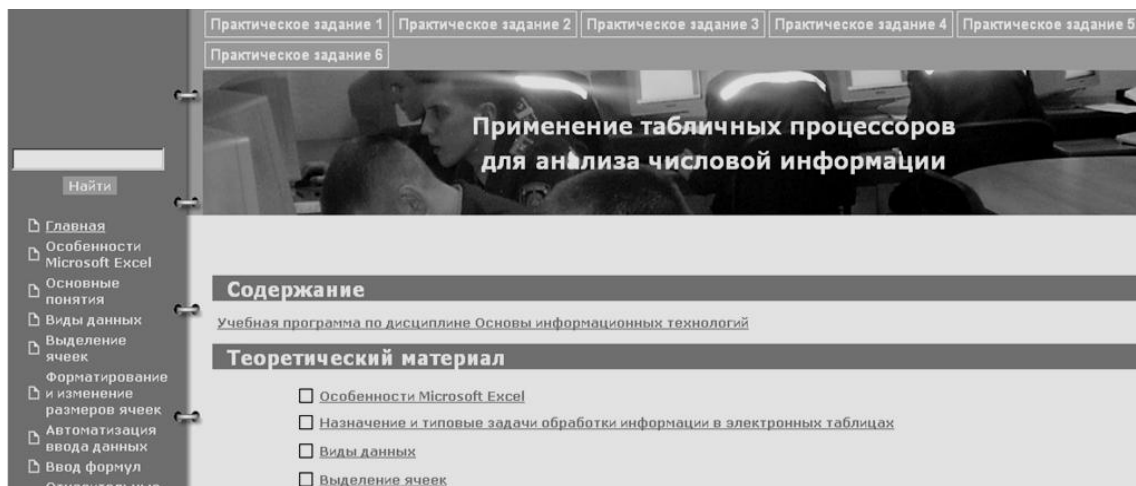 Практическое задание 1 Практическое задание 2 Практическое задание 3 Практическое задание 4 Практическое задание 5
Практическое задание 6
Применение табличных процессоров
для анализа числовой информации
Найти
Главная
Особенности
Microsoft Excel
Основные
понятия
Виды данных
Выделение
ячеек
Форматирование
и изменение
размеров ячеек
Автоматизация
ввода данных
Ввод формул
Содержание
Учебная программа по дисциплине Основы информационных технологий
Теоретический материал
Особенности Microsoft Excel
Назначение и типовые задачи обработки информации в электронных таблицах
Виды данных
Выделение ячеек